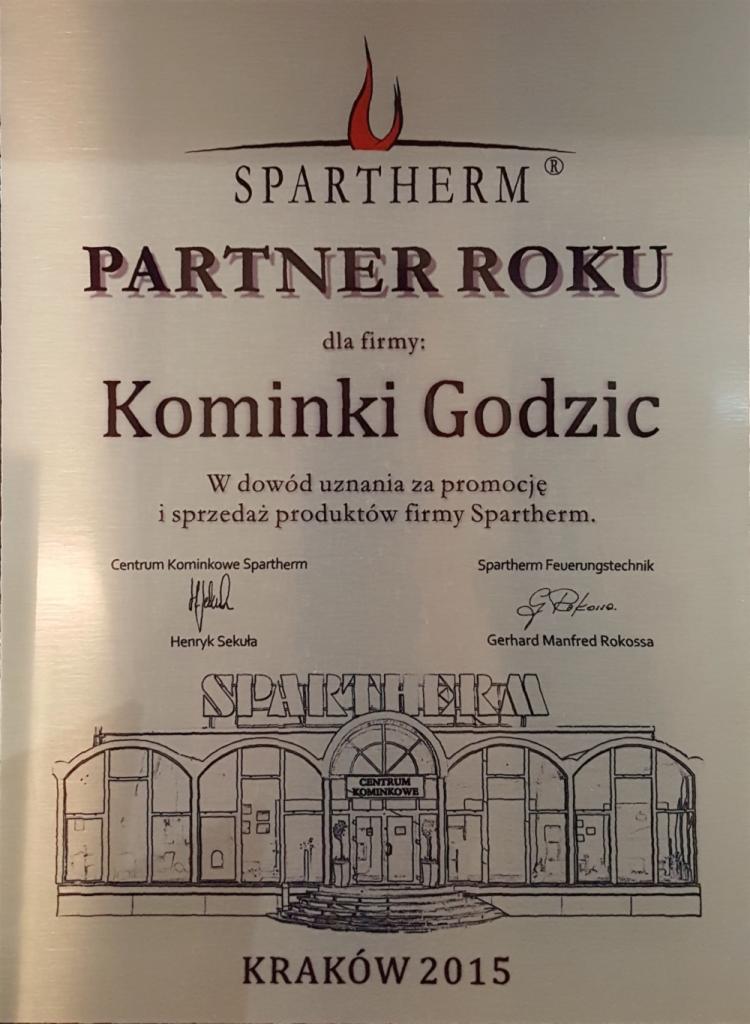 SPARTHERM®
PARTNER ROKU
dla firmy:
Kominki Godzic
W dowód uznania za promocję
i sprzedaż produktów firmy Spartherm.
Centrum Kominkowe Spartherm
Henryk Sekuła
Spartherm Feuerungstechnik
G Rokossa
Gerhard Manfred Rokossa
SPARTHERM
CENTRUM
KOMINKOWE
KRAKÓW 2015